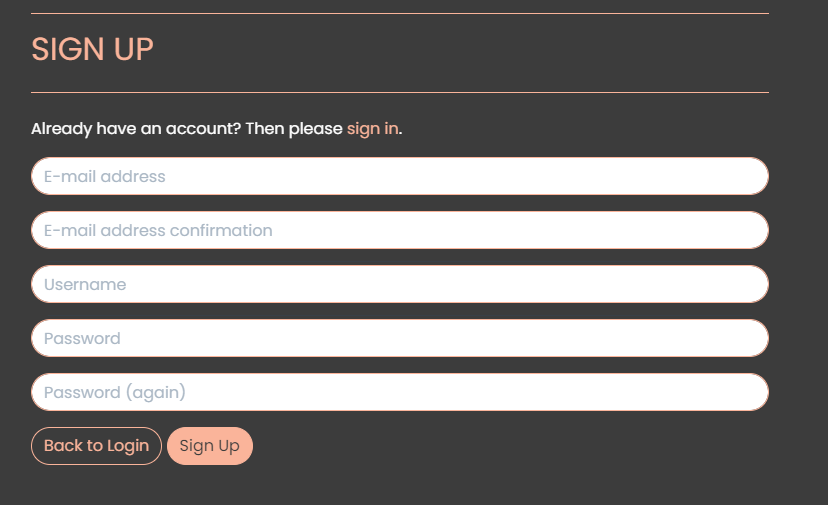 SIGN UP
Already have an account? Then please sign in.
E-mail address
E-mail address confirmation
Username
Password
Password (again)
Back to Login Sign Up